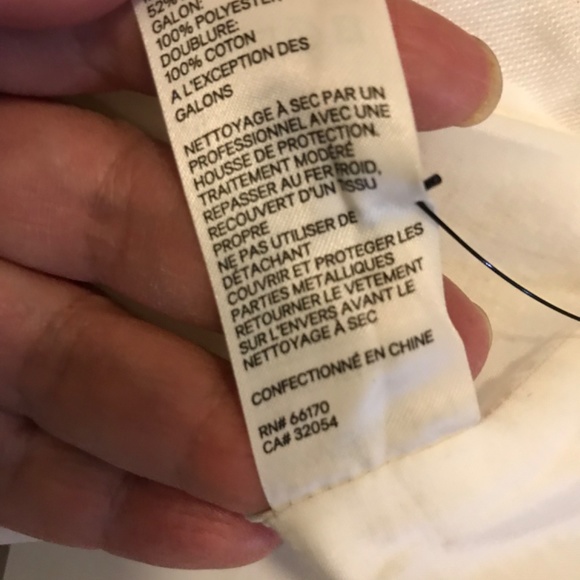 52%
GALON:
100% POLYESTER
DOUBLURE:
100% COTON
A L'EXCEPTION DES
GALONS
NETTOYAGE À SEC PAR UN
PROFESSIONNEL AVEC UNE
HOUSSE DE PROTECTION.
TRAITEMENT MODÉRÉ
REPASSER AU FER FROID,
RECOUVERT D'UN TISSU
PROPRE
NE PAS UTILISER DE
DÉTACHANT
COUVRIR ET PROTEGER LES
PARTIES METALLIQUES
RETOURNER LE VETEMENT
SUR L'ENVERS AVANT LE
NETTOYAGE À SEC
CONFECTIONNÉ EN CHINE
RN# 66170
CA# 32054